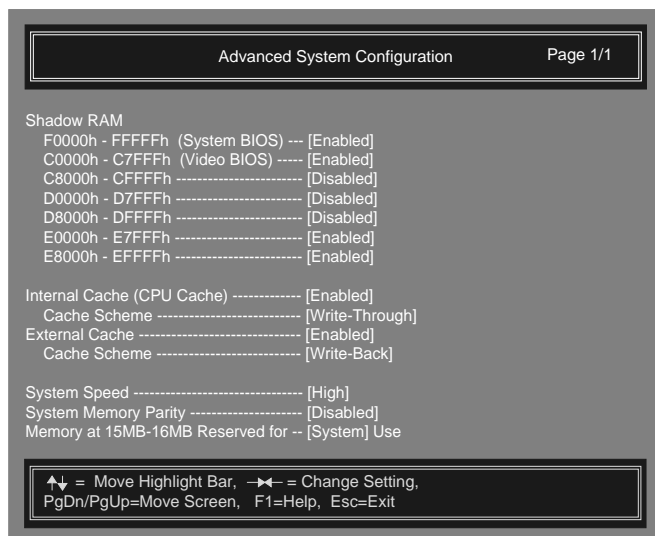 Advanced System Configuration Page 1/1
Shadow RAM
F0000h - FFFFFh (System BIOS) --- [Enabled]
C0000h - C7FFFh (Video BIOS) ----- [Enabled]
C8000h - CFFFFh ----------------------- [Disabled]
D0000h - D7FFFh ----------------------- [Disabled]
D8000h - DFFFFh ----------------------- [Disabled]
E0000h - E7FFFh ------------------------ [Enabled]
E8000h - EFFFFh ------------------------ [Enabled]
Internal Cache (CPU Cache) ------------- [Enabled]
Cache Scheme --------------------------- [Write-Through]
External Cache ------------------------------ [Enabled]
Cache Scheme --------------------------- [Write-Back]
System Speed -------------------------------- [High]
System Memory Parity --------------------- [Disabled]
Memory at 15MB-16MB Reserved for -- [System] Use
↑↓ = Move Highlight Bar, →← = Change Setting,
PgDn/PgUp=Move Screen, F1=Help, Esc=Exit